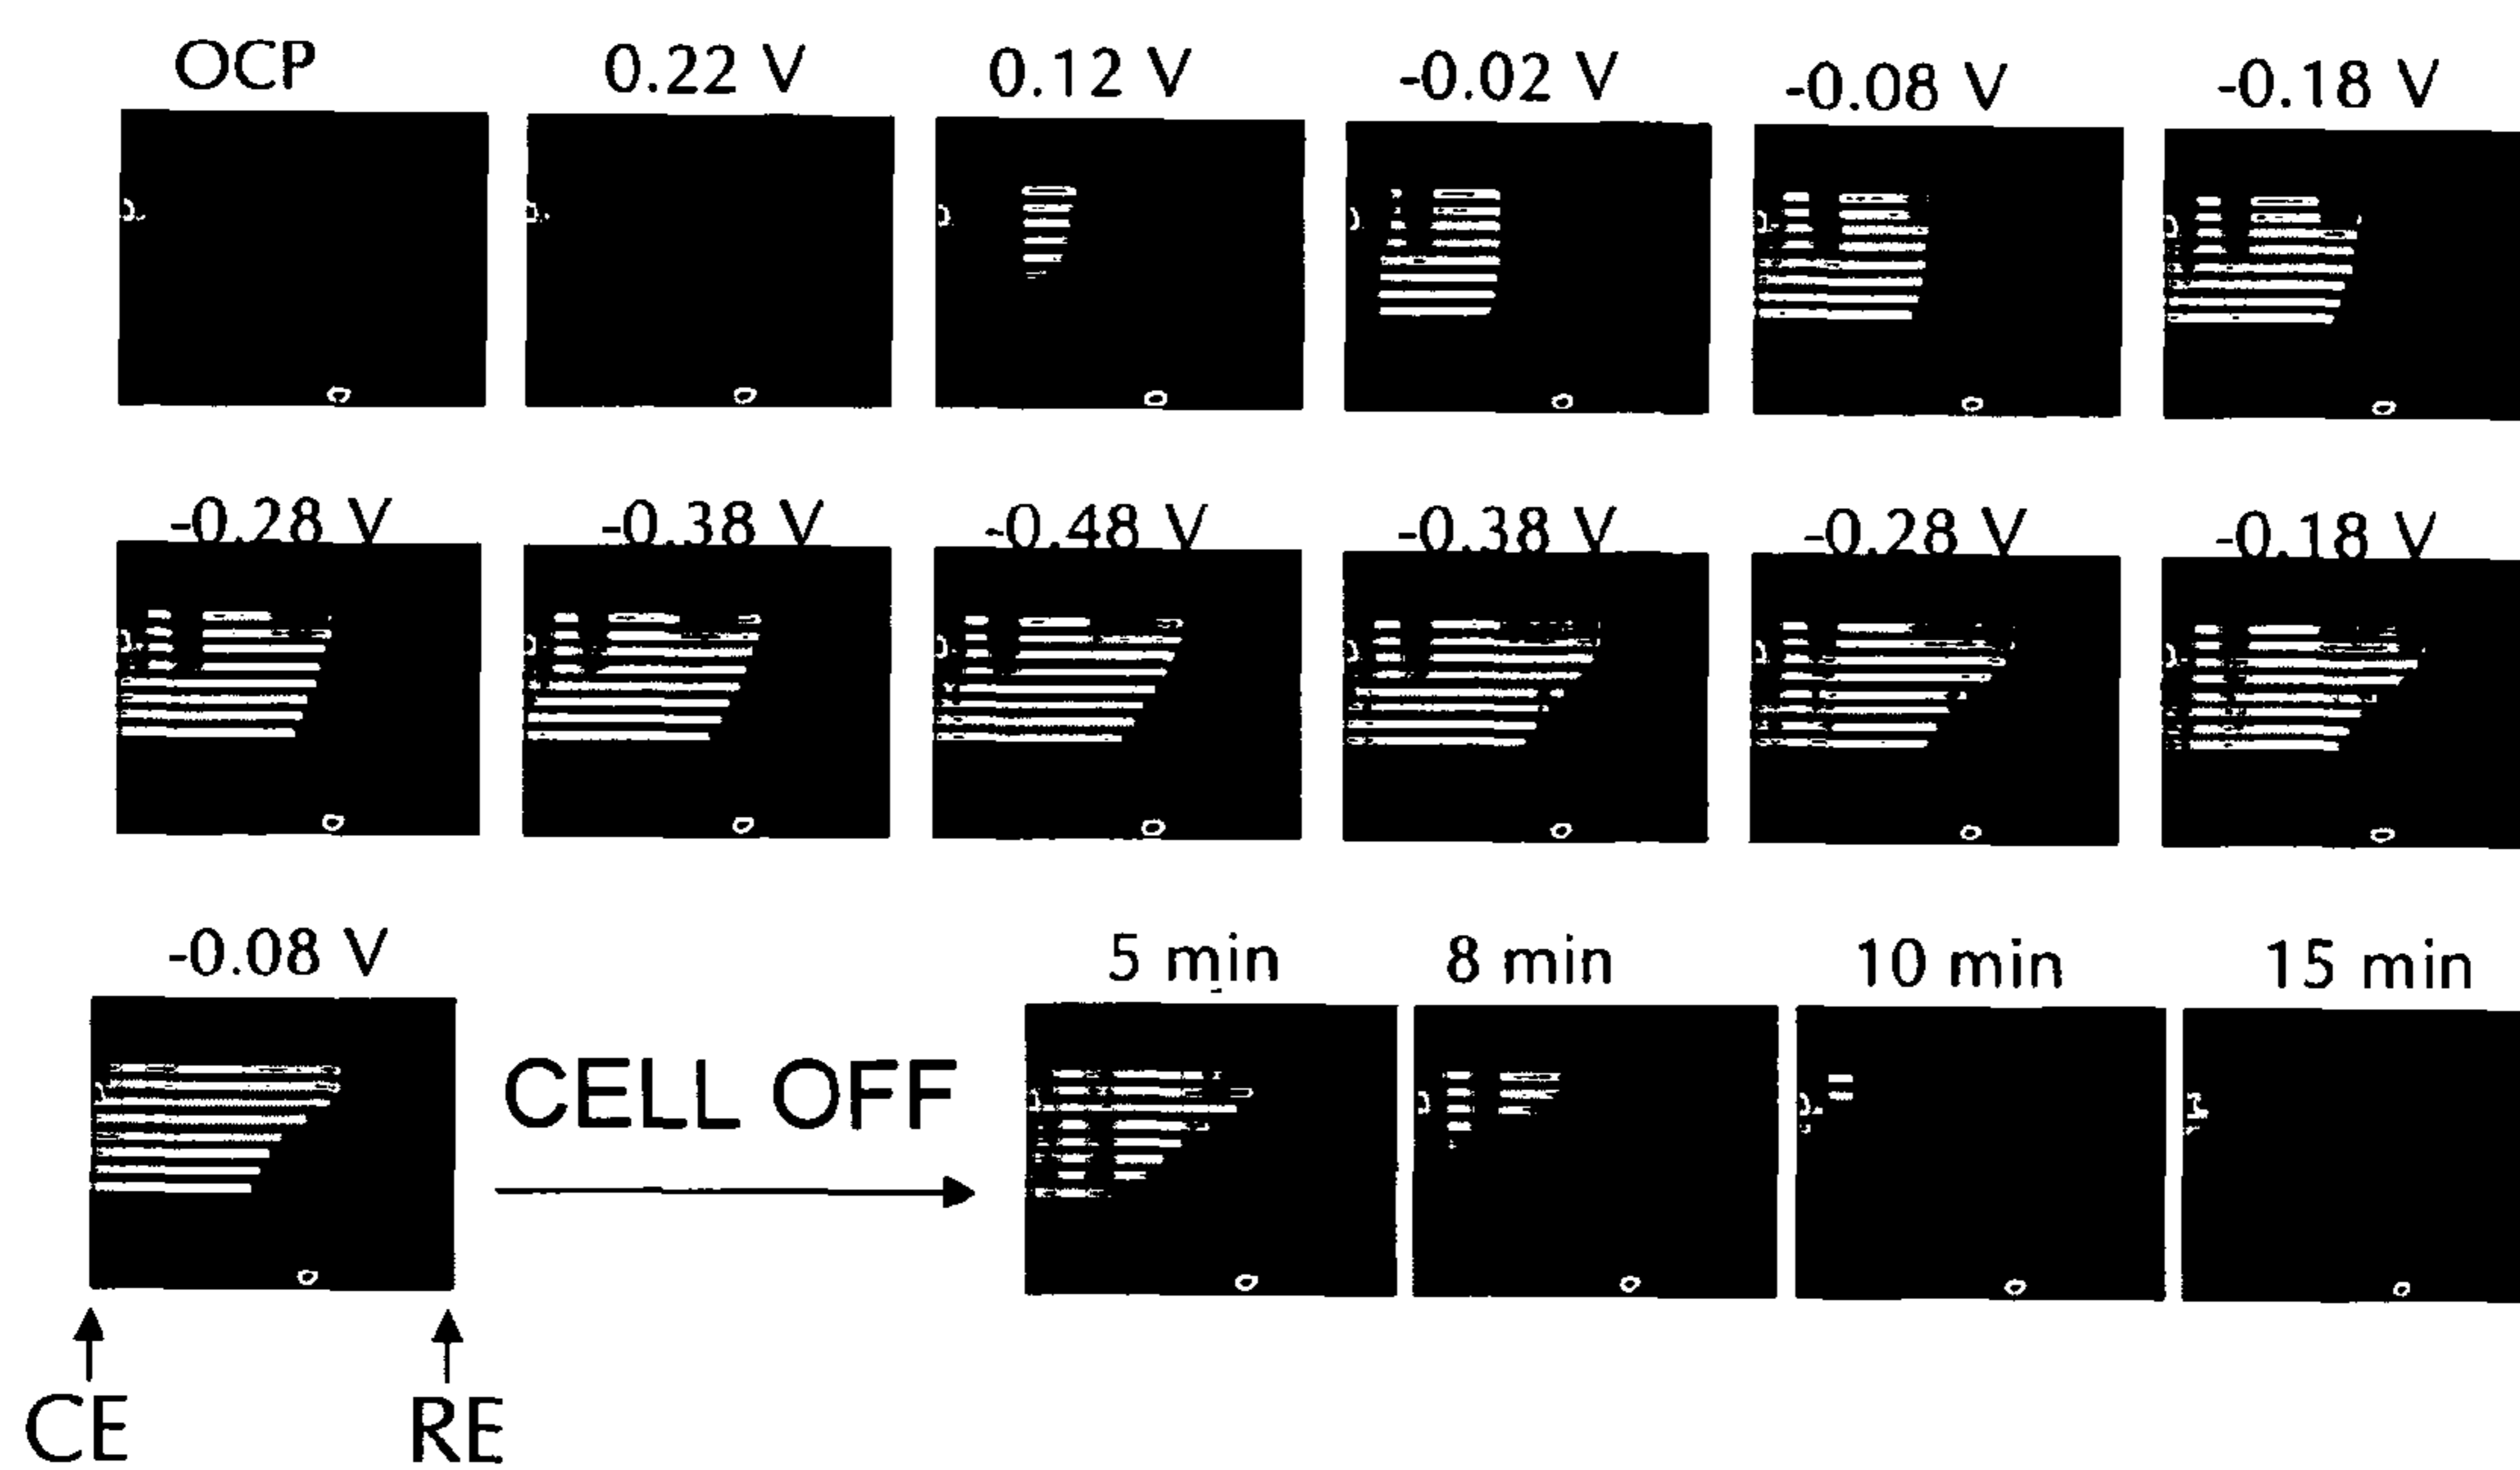 OCP 0.22 V 0.12 V -0.02 V -0.08 V -0.18 V
-0.28 V -0.38 V -0.48 V -0.38 V -0.28 V -0.18 V
-0.08 V 5 min 8 min 10 min 15 min
CELL OFF
CE RE